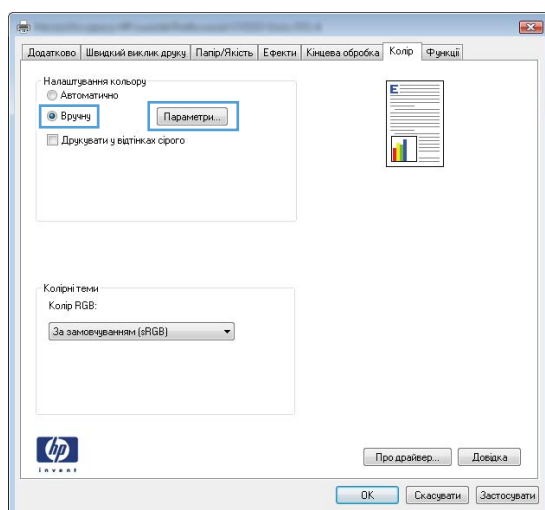 Додатково Швидкий виклик друку Папір/Якість Ефекти Кінцева обробка Колір Функції
Налаштування кольору
Автоматично
Вручну Параметри...
Друкувати у відтінках сірого
E
Колірні теми
Колір RGB:
За замовчуванням (sRGB)
hp
invent
Про драйвер... Довідка
OK Скасувати Застосувати